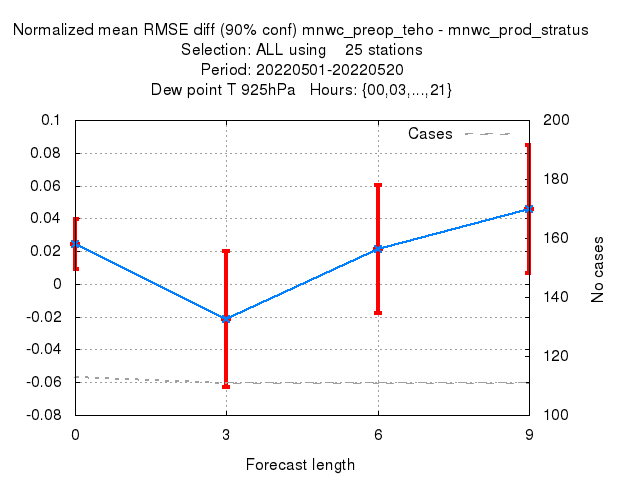 Normalized mean RMSE diff (90% conf) mnwc_preop_teho - mnwc_prod_stratus
Selection: ALL using    25 stations
Period: 20220501-20220520
Dew point T 925hPa   Hours: {00,03,...,21}
Cases
0.1
0.08
0.06
0.04
0.02
0
-0.02
-0.04
-0.06
-0.08
200
180
160
140
120
100
No cases
0 3 6 9
Forecast length